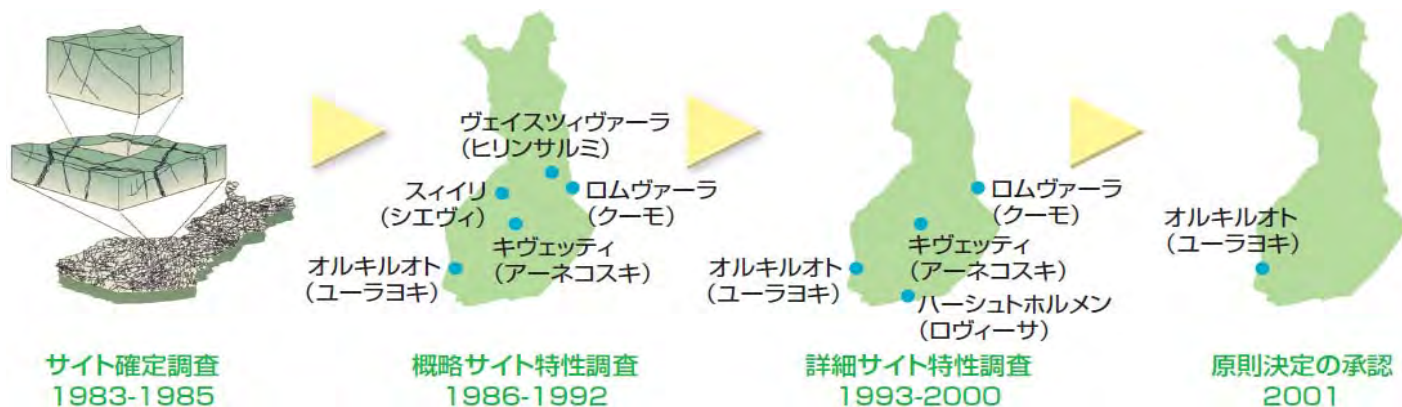 ヴェイスツィヴァーラ
(ヒリンサルミ)
スィイリ
(シエヴィ)
ロムヴァーラ
(クーモ)
キヴェッティ
(アーネコスキ)
オルキルオト
(ユーラヨキ)
ロムヴァーラ
(クーモ)
キヴェッティ
(アーネコスキ)
オルキルオト
(ユーラヨキ)
ハーシュトホルメン
(ロヴィーサ)
オルキルオト
(ユーラヨキ)
サイト確定調査
1983-1985
概略サイト特性調査
1986-1992
詳細サイト特性調査
1993-2000
原則決定の承認
2001